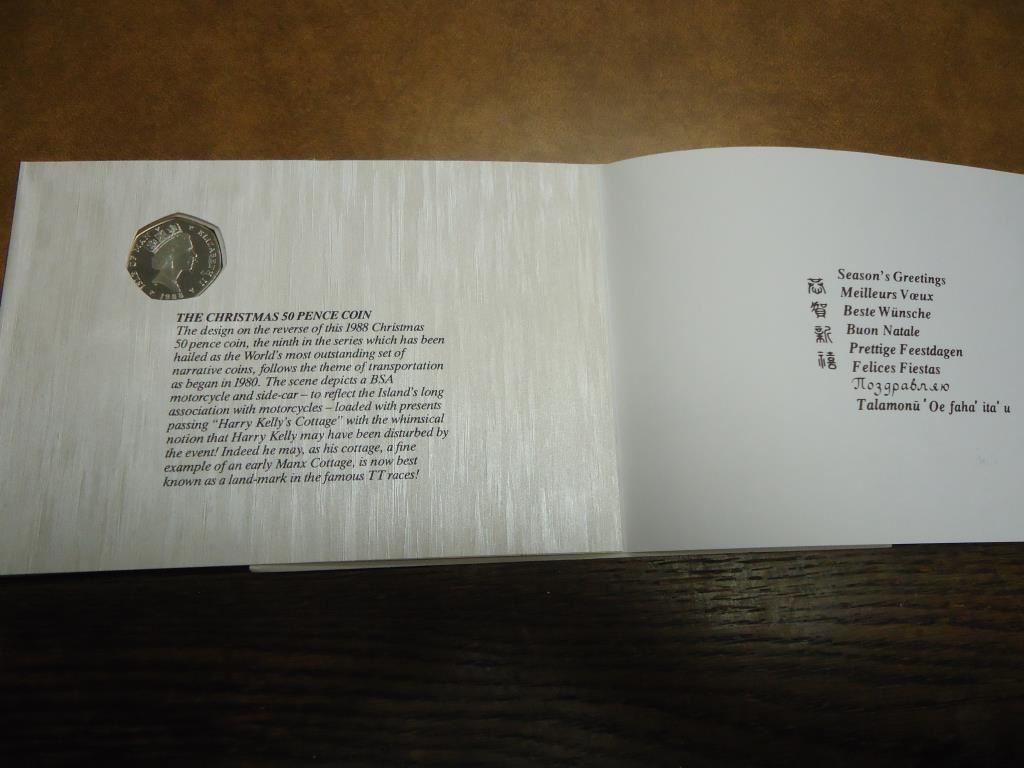 ISLE OF MAN ELIZABETH II
1988
THE CHRISTMAS 50 PENCE COIN
The design on the reverse of this 1988 Christmas
50 pence coin, the ninth in the series which has been
hailed as the World's most outstanding set of
narrative coins, follows the theme of transportation
as began in 1980. The scene depicts a BSA
motorcycle and side-car – to reflect the Island's long
association with motorcycles – loaded with presents
passing "Harry Kelly's Cottage" with the whimsical
notion that Harry Kelly may have been disturbed by
the event! Indeed he may, as his cottage, a fine
example of an early Manx Cottage, is now best
known as a land-mark in the famous TT races!
恭賀新禧
Season's Greetings
Meilleurs Vœux
Beste Wünsche
Buon Natale
Prettige Feestdagen
Felices Fiestas
Поздравляю
Talamonū 'Oe faha' ita' u